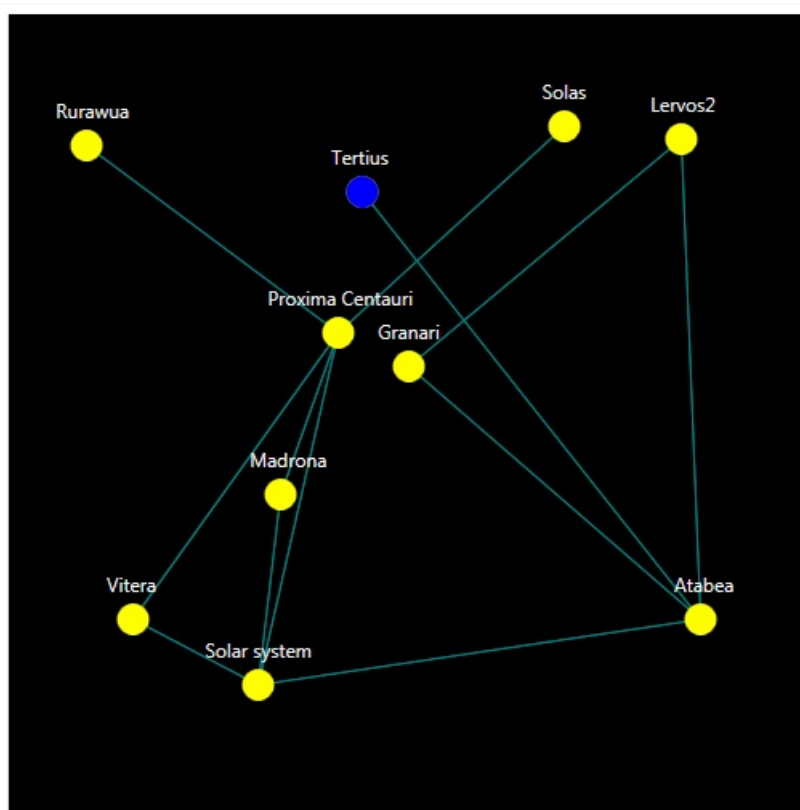 Solas
Lervos2
Rurawua
Tertius
Proxima Centauri
Granari
Madrona
Vitera
Atabea
Solar system